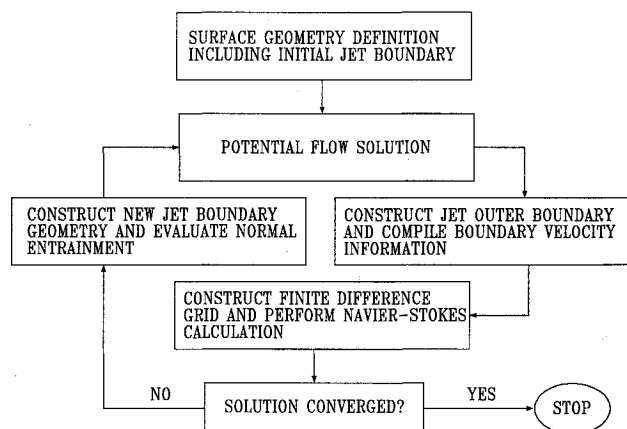 SURFACE GEOMETRY DEFINITION
INCLUDING INITIAL JET BOUNDARY
POTENTIAL FLOW SOLUTION
CONSTRUCT NEW JET BOUNDARY
GEOMETRY AND EVALUATE NORMAL
ENTRAINMENT
CONSTRUCT JET OUTER BOUNDARY
AND COMPILE BOUNDARY VELOCITY
INFORMATION
CONSTRUCT FINITE DIFFERENCE
GRID AND PERFORM NAVIER-STOKES
CALCULATION
NO
SOLUTION CONVERGED?
YES
STOP